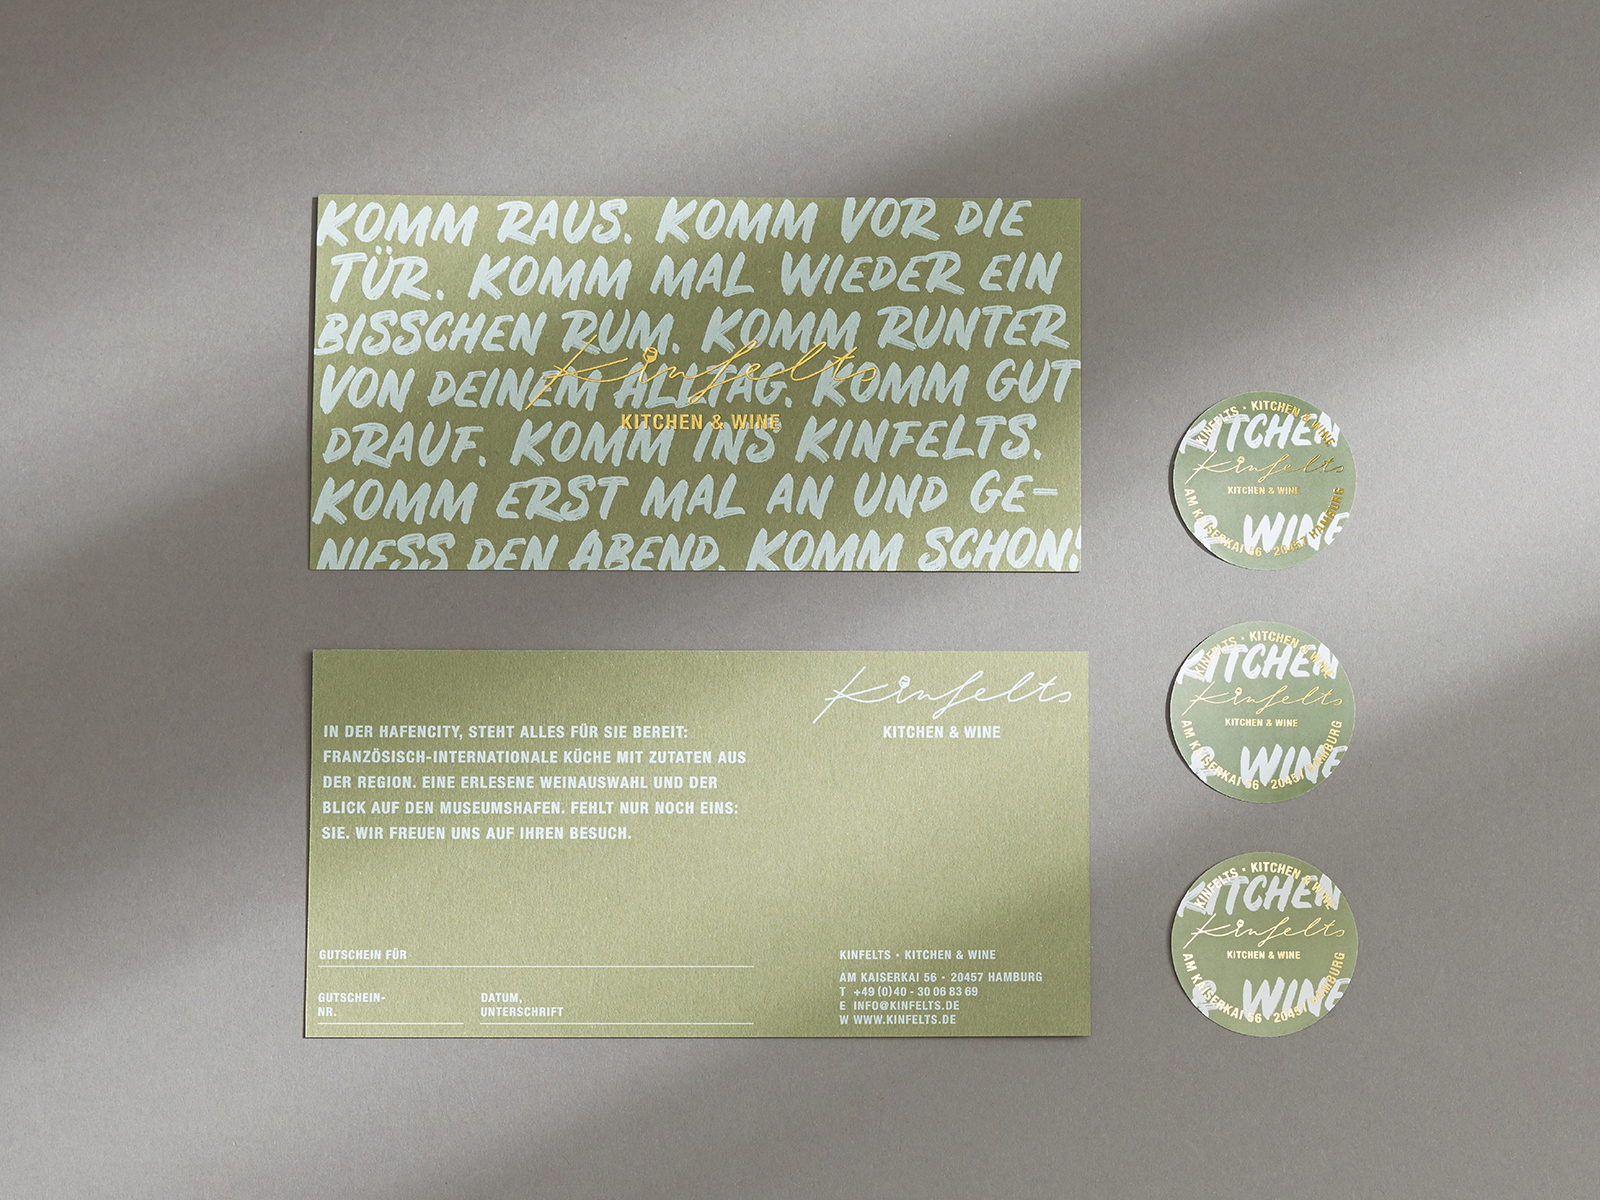 KOMM RAUS. KOMM VOR DIE
TÜR. KOMM MAL WIEDER EIN
BISSCHEN RUM. KOMM RUNTER
VON DEINEM ALLTAG. KOMM GUT
DRAUF. KOMM INS KINFELTS.
KOMM ERST MAL AN UND GE-
NIESS DEN ABEND. KOMM SCHON!
Kinfelts
KITCHEN & WINE
Kinfelts
KITCHEN & WINE
IN DER HAFENCITY, STEHT ALLES FÜR SIE BEREIT:
FRANZÖSISCH-INTERNATIONALE KÜCHE MIT ZUTATEN AUS
DER REGION. EINE ERLESENE WEINAUSWAHL UND DER
BLICK AUF DEN MUSEUMSHAFEN. FEHLT NUR NOCH EINS:
SIE. WIR FREUEN UNS AUF IHREN BESUCH.
GUTSCHEIN FÜR
GUTSCHEIN-
NR.
DATUM,
UNTERSCHRIFT
KINFELTS · KITCHEN & WINE
AM KAISERKAI 56 · 20457 HAMBURG
T +49 (0)40 - 30 06 83 69
E INFO@KINFELTS.DE
W WWW.KINFELTS.DE
KINFELTS · KITCHEN & WINE
KITCHEN
Kinfelts
KITCHEN & WINE
& WINE
AM KAISERKAI 56 · 20457 HAMBURG
KINFELTS · KITCHEN & WINE
KITCHEN
Kinfelts
KITCHEN & WINE
& WINE
AM KAISERKAI 56 · 20457 HAMBURG
KINFELTS · KITCHEN & WINE
KITCHEN
Kinfelts
KITCHEN & WINE
& WINE
AM KAISERKAI 56 · 20457 HAMBURG